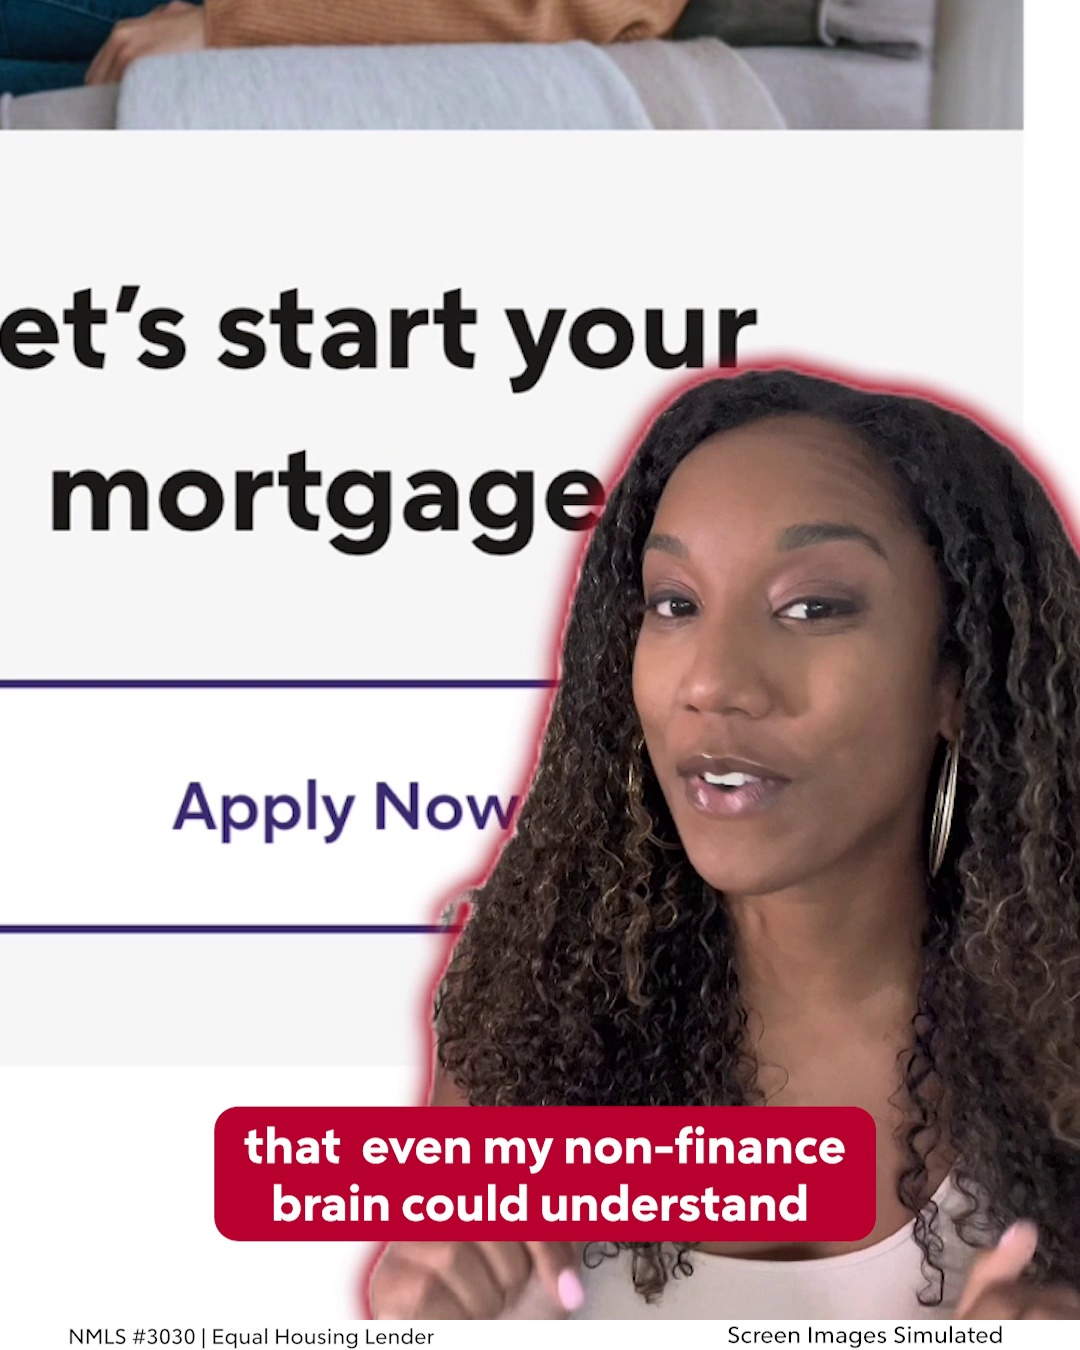 et's start your
mortgage
Apply Now
that even my non-finance
brain could understand
NMLS #3030 | Equal Housing Lender
Screen Images Simulated